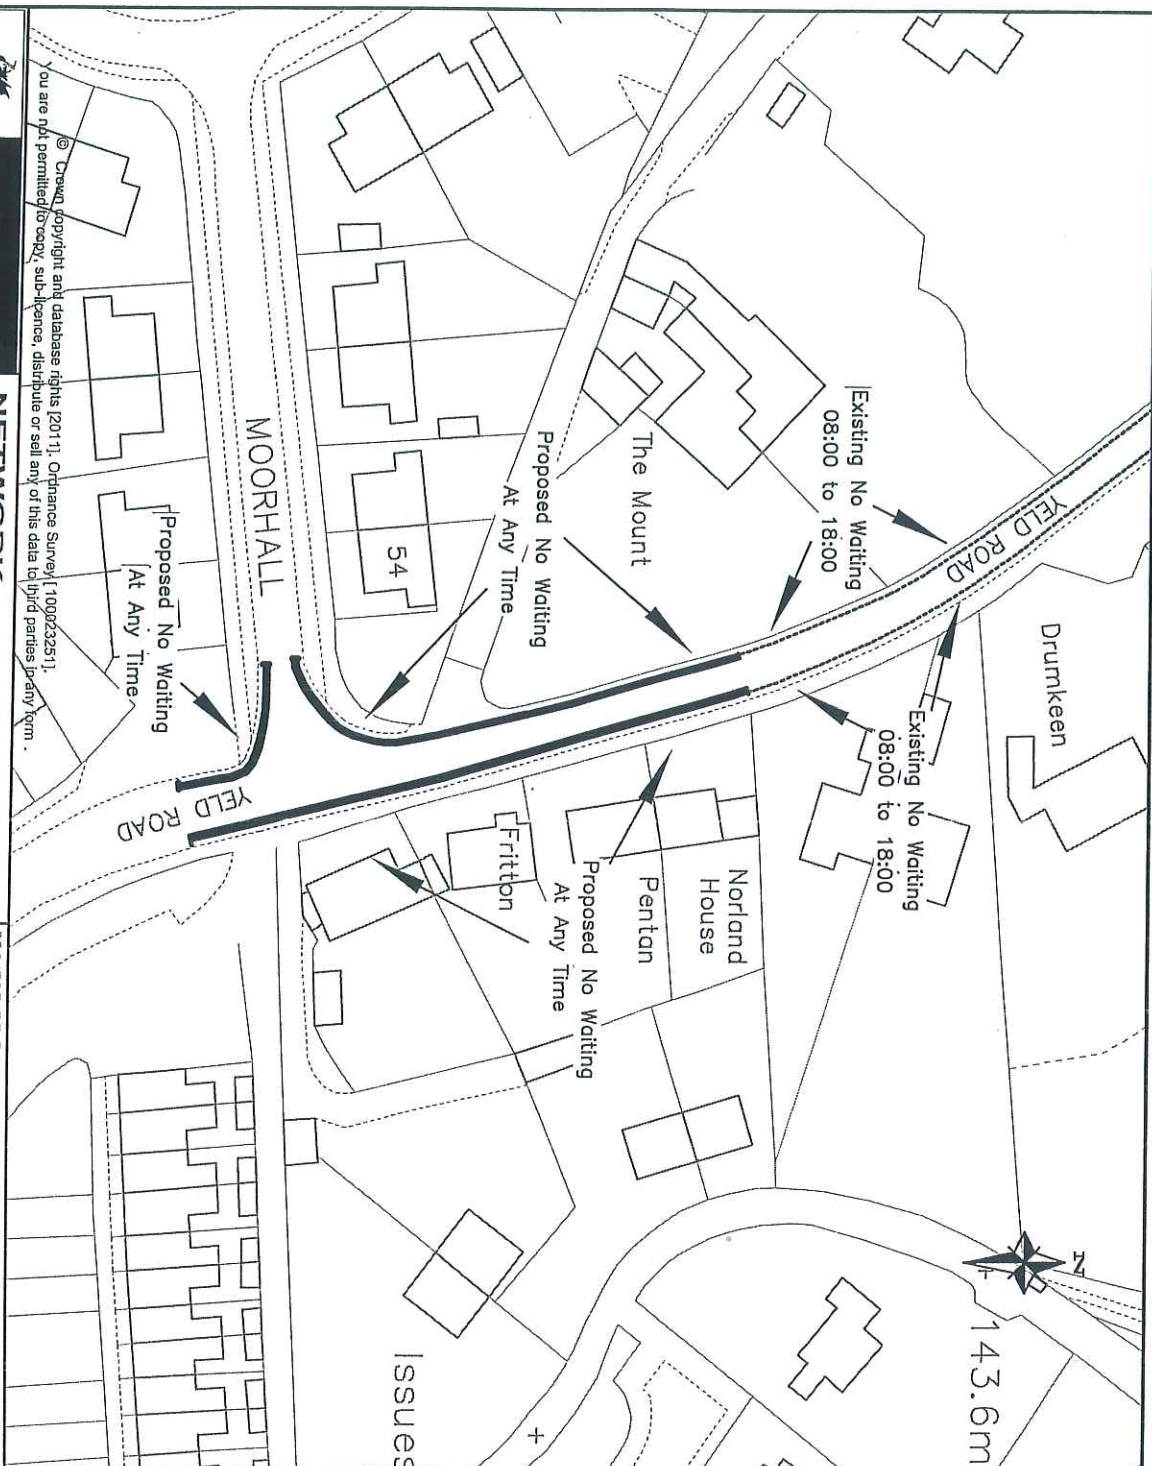 Existing No Waiting
08:00 to 18:00
YELD ROAD
Drumkeen
Existing No Waiting
08:00 to 18:00
The Mount
Proposed No Waiting
At Any Time
54
MOORHALL
Proposed No Waiting
At Any Time
YELD ROAD
Norland
House
Pentan
Fritton
Proposed No Waiting
At Any Time
N
143.6m
Issues
© Crown copyright and database rights [2011]. Ordnance Survey [100023251].
You are not permitted to copy, sub-licence, distribute or sell any of this data to third parties in any form.